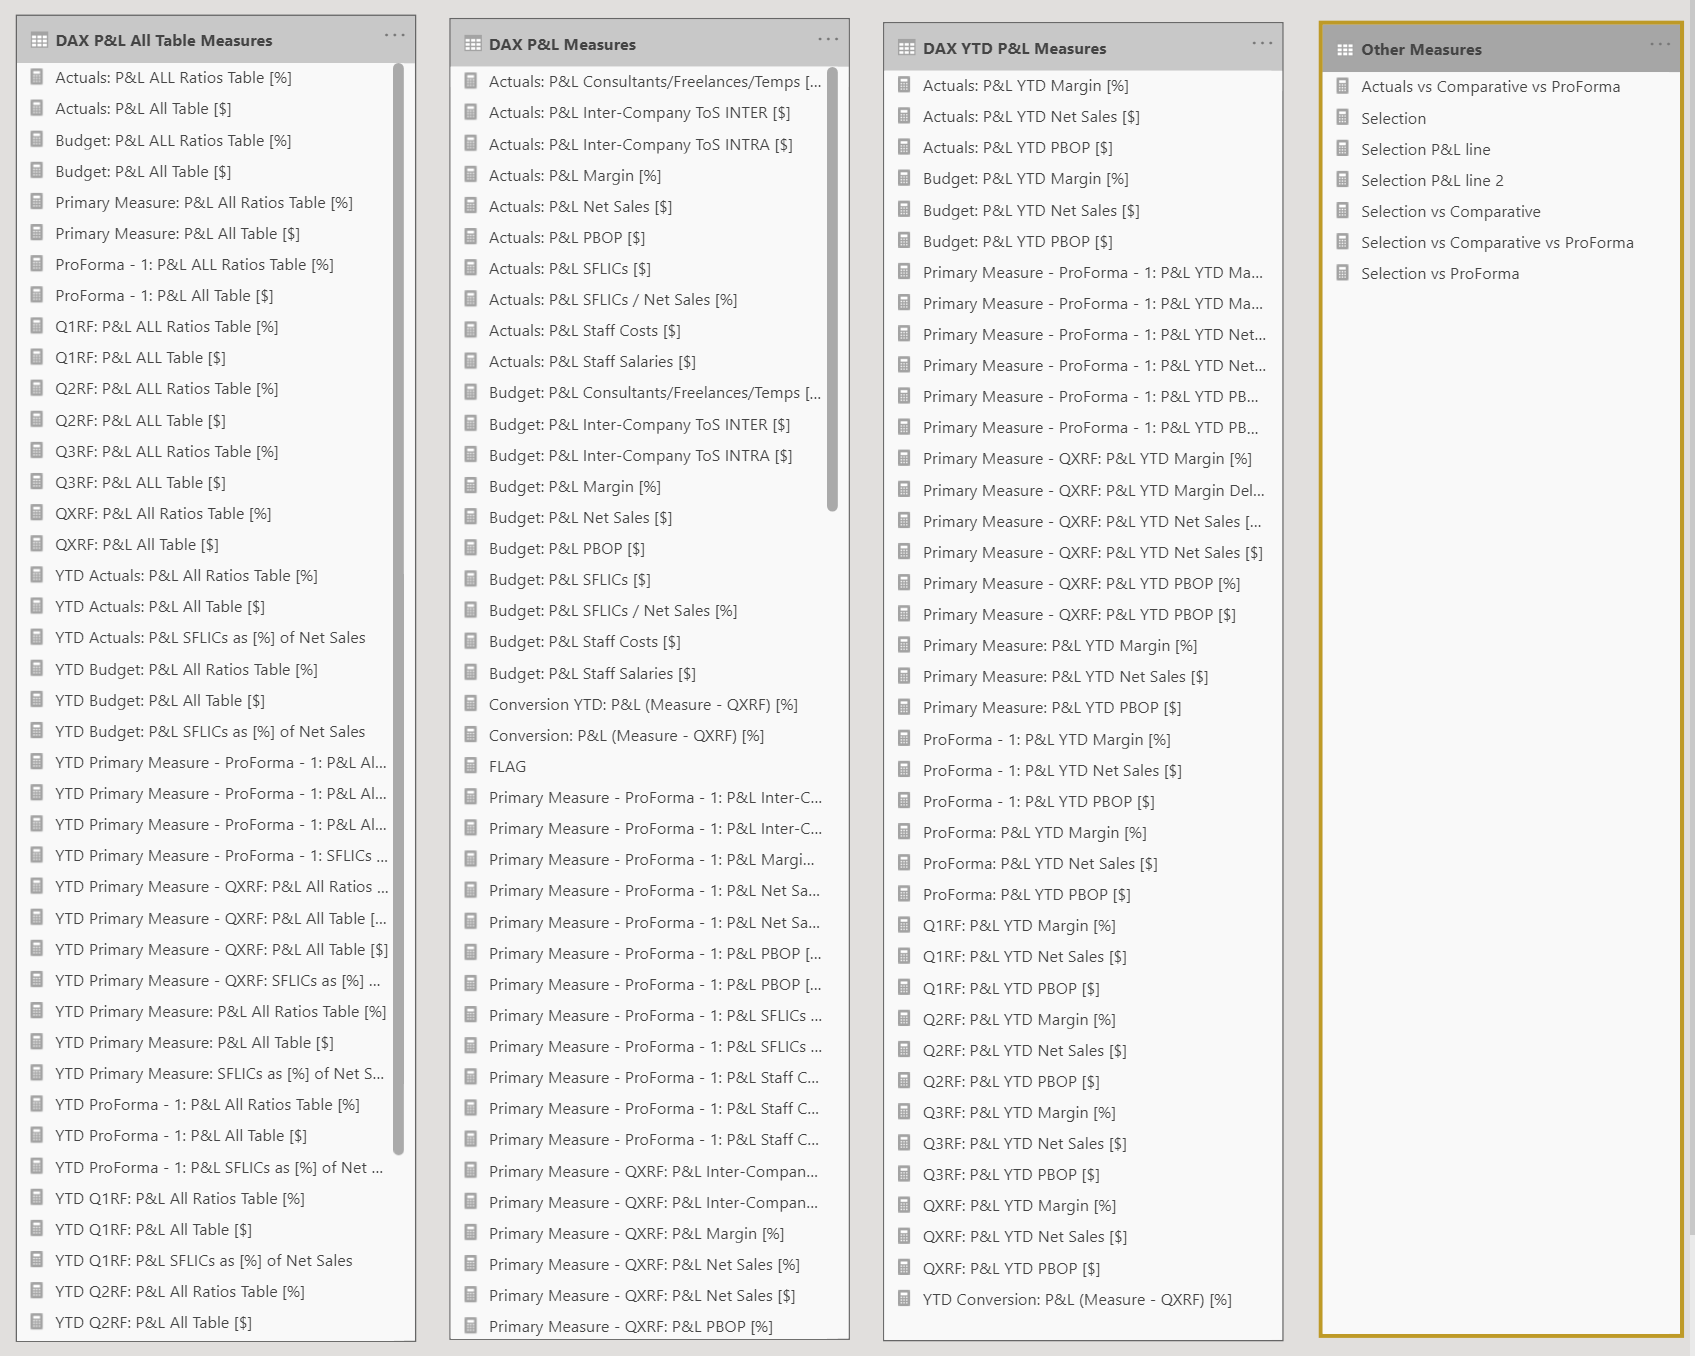 DAX P&L All Table Measures
Actuals: P&L ALL Ratios Table [%]
Actuals: P&L All Table [$]
Budget: P&L ALL Ratios Table [%]
Budget: P&L All Table [$]
Primary Measure: P&L All Ratios Table [%]
Primary Measure: P&L All Table [$]
ProForma - 1: P&L ALL Ratios Table [%]
ProForma - 1: P&L All Table [$]
Q1RF: P&L ALL Ratios Table [%]
Q1RF: P&L ALL Table [$]
Q2RF: P&L ALL Ratios Table [%]
Q2RF: P&L ALL Table [$]
Q3RF: P&L ALL Ratios Table [%]
Q3RF: P&L ALL Table [$]
QXRF: P&L All Ratios Table [%]
QXRF: P&L All Table [$]
YTD Actuals: P&L All Ratios Table [%]
YTD Actuals: P&L All Table [$]
YTD Actuals: P&L SFLICs as [%] of Net Sales
YTD Budget: P&L All Ratios Table [%]
YTD Budget: P&L All Table [$]
YTD Budget: P&L SFLICs as [%] of Net Sales
YTD Primary Measure - ProForma - 1: P&L Al...
YTD Primary Measure - ProForma - 1: P&L Al...
YTD Primary Measure - ProForma - 1: P&L Al...
YTD Primary Measure - ProForma - 1: SFLICs ...
YTD Primary Measure - QXRF: P&L All Ratios ...
YTD Primary Measure - QXRF: P&L All Table [...
YTD Primary Measure - QXRF: P&L All Table [$]
YTD Primary Measure - QXRF: SFLICs as [%] ...
YTD Primary Measure: P&L All Ratios Table [%]
YTD Primary Measure: P&L All Table [$]
YTD Primary Measure: SFLICs as [%] of Net S...
YTD ProForma - 1: P&L All Ratios Table [%]
YTD ProForma - 1: P&L All Table [$]
YTD ProForma - 1: P&L SFLICs as [%] of Net ...
YTD Q1RF: P&L All Ratios Table [%]
YTD Q1RF: P&L All Table [$]
YTD Q1RF: P&L SFLICs as [%] of Net Sales
YTD Q2RF: P&L All Ratios Table [%]
YTD Q2RF: P&L All Table [$]
DAX P&L Measures
Actuals: P&L Consultants/Freelances/Temps [...
Actuals: P&L Inter-Company ToS INTER [$]
Actuals: P&L Inter-Company ToS INTRA [$]
Actuals: P&L Margin [%]
Actuals: P&L Net Sales [$]
Actuals: P&L PBOP [$]
Actuals: P&L SFLICs [$]
Actuals: P&L SFLICs / Net Sales [%]
Actuals: P&L Staff Costs [$]
Actuals: P&L Staff Salaries [$]
Budget: P&L Consultants/Freelances/Temps [...
Budget: P&L Inter-Company ToS INTER [$]
Budget: P&L Inter-Company ToS INTRA [$]
Budget: P&L Margin [%]
Budget: P&L Net Sales [$]
Budget: P&L PBOP [$]
Budget: P&L SFLICs [$]
Budget: P&L SFLICs / Net Sales [%]
Budget: P&L Staff Costs [$]
Budget: P&L Staff Salaries [$]
Conversion YTD: P&L (Measure - QXRF) [%]
Conversion: P&L (Measure - QXRF) [%]
FLAG
Primary Measure - ProForma - 1: P&L Inter-C...
Primary Measure - ProForma - 1: P&L Inter-C...
Primary Measure - ProForma - 1: P&L Margi...
Primary Measure - ProForma - 1: P&L Net Sa...
Primary Measure - ProForma - 1: P&L Net Sa...
Primary Measure - ProForma - 1: P&L PBOP [...
Primary Measure - ProForma - 1: P&L PBOP [...
Primary Measure - ProForma - 1: P&L SFLICs ...
Primary Measure - ProForma - 1: P&L SFLICs ...
Primary Measure - ProForma - 1: P&L Staff C...
Primary Measure - ProForma - 1: P&L Staff C...
Primary Measure - ProForma - 1: P&L Staff C...
Primary Measure - QXRF: P&L Inter-Compan...
Primary Measure - QXRF: P&L Inter-Compan...
Primary Measure - QXRF: P&L Margin [%]
Primary Measure - QXRF: P&L Net Sales [%]
Primary Measure - QXRF: P&L Net Sales [$]
Primary Measure - QXRF: P&L PBOP [%]
DAX YTD P&L Measures
Actuals: P&L YTD Margin [%]
Actuals: P&L YTD Net Sales [$]
Actuals: P&L YTD PBOP [$]
Budget: P&L YTD Margin [%]
Budget: P&L YTD Net Sales [$]
Budget: P&L YTD PBOP [$]
Primary Measure - ProForma - 1: P&L YTD Ma...
Primary Measure - ProForma - 1: P&L YTD Ma...
Primary Measure - ProForma - 1: P&L YTD Net...
Primary Measure - ProForma - 1: P&L YTD Net...
Primary Measure - ProForma - 1: P&L YTD PB...
Primary Measure - ProForma - 1: P&L YTD PB...
Primary Measure - QXRF: P&L YTD Margin [%]
Primary Measure - QXRF: P&L YTD Margin Del...
Primary Measure - QXRF: P&L YTD Net Sales [...
Primary Measure - QXRF: P&L YTD Net Sales [$]
Primary Measure - QXRF: P&L YTD PBOP [%]
Primary Measure - QXRF: P&L YTD PBOP [$]
Primary Measure: P&L YTD Margin [%]
Primary Measure: P&L YTD Net Sales [$]
Primary Measure: P&L YTD PBOP [$]
ProForma - 1: P&L YTD Margin [%]
ProForma - 1: P&L YTD Net Sales [$]
ProForma - 1: P&L YTD PBOP [$]
ProForma: P&L YTD Margin [%]
ProForma: P&L YTD Net Sales [$]
ProForma: P&L YTD PBOP [$]
Q1RF: P&L YTD Margin [%]
Q1RF: P&L YTD Net Sales [$]
Q1RF: P&L YTD PBOP [$]
Q2RF: P&L YTD Margin [%]
Q2RF: P&L YTD Net Sales [$]
Q2RF: P&L YTD PBOP [$]
Q3RF: P&L YTD Margin [%]
Q3RF: P&L YTD Net Sales [$]
Q3RF: P&L YTD PBOP [$]
QXRF: P&L YTD Margin [%]
QXRF: P&L YTD Net Sales [$]
QXRF: P&L YTD PBOP [$]
YTD Conversion: P&L (Measure - QXRF) [%]
Other Measures
Actuals vs Comparative vs ProForma
Selection
Selection P&L line
Selection P&L line 2
Selection vs Comparative
Selection vs Comparative vs ProForma
Selection vs ProForma